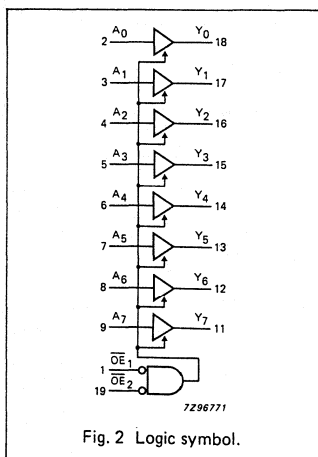 A0 Y0
2 18
A1 Y1
3 17
A2 Y2
4 16
A3 Y3
5 15
A4 Y4
6 14
A5 Y5
7 13
A6 Y6
8 12
A7 Y7
9 11
OE1
1
OE2
19
7Z96771
Fig. 2 Logic symbol.